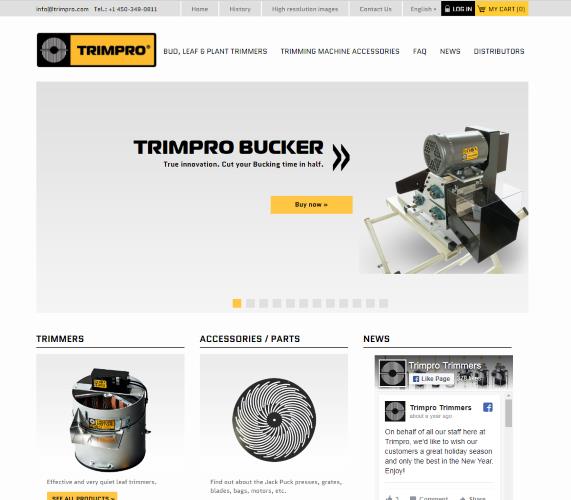 info@trimpro.com Tel.: +1 450-349-0811 Home History High resolution images Contact Us English LOG IN MY CART (0)
TRIMPRO® BUD, LEAF & PLANT TRIMMERS TRIMMING MACHINE ACCESSORIES FAQ NEWS DISTRIBUTORS
TRIMPRO BUCKER
True innovation. Cut your Bucking time in half.
Buy now »
TRIMMERS ACCESSORIES / PARTS NEWS
Trimpro Trimmers
Like Page
Trimpro Trimmers
about a year ago
On behalf of all our staff here at
Trimpro, we'd like to wish our
customers a great holiday season
and only the best in the New Year.
Enjoy!
Effective and very quiet leaf trimmers.
SEE ALL PRODUCTS »
Find out about the Jack Puck presses, grates,
blades, bags, motors, etc.
2 Comment Share